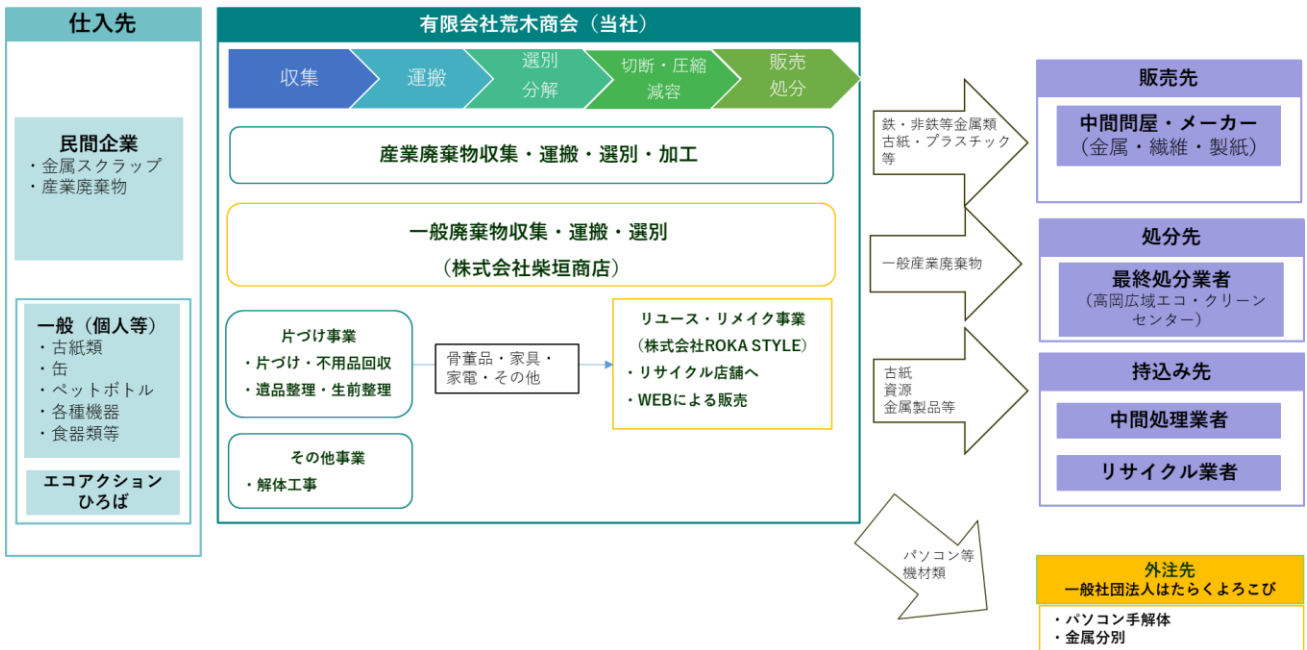 仕入先
民間企業
・金属スクラップ
・産業廃棄物
一般（個人等）
・古紙類
・缶
・ペットボトル
・各種機器
・食器類等
エコアクション
ひろば
有限会社荒木商会（当社）
収集
運搬
選別
分解
切断・圧縮
減容
販売
処分
産業廃棄物収集・運搬・選別・加工
一般廃棄物収集・運搬・選別
（株式会社柴垣商店）
片づけ事業
・片づけ・不用品回収
・遺品整理・生前整理
骨董品・家具・
家電・その他
リユース・リメイク事業
（株式会社ROKA STYLE）
・リサイクル店舗へ
・WEBによる販売
その他事業
・解体工事
鉄・非鉄等金属類
古紙・プラスチック
等
一般産業廃棄物
古紙
資源
金属製品等
パソコン等
機材類
販売先
中間問屋・メーカー
（金属・繊維・製紙）
処分先
最終処分業者
（高岡広域エコ・クリーン
センター）
持込み先
中間処理業者
リサイクル業者
外注先
一般社団法人はたらくよろこび
・パソコン手解体
・金属分別